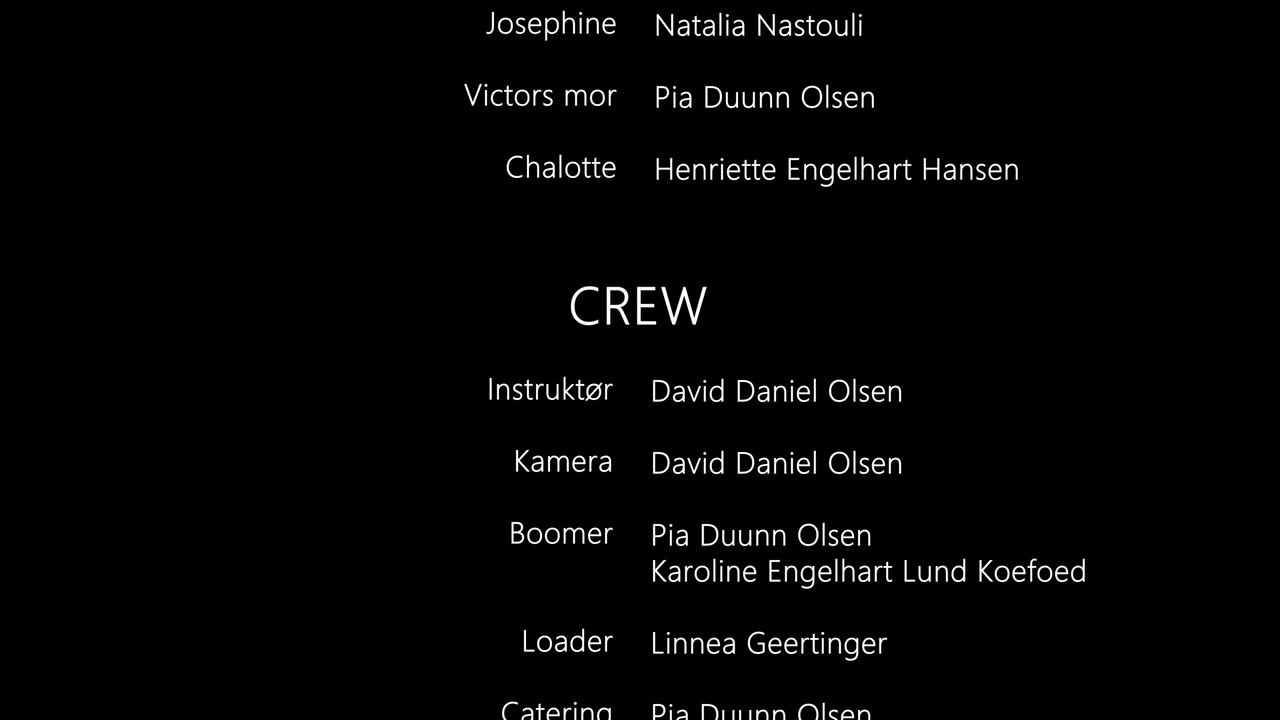 Josephine Natalia Nastouli
Victors mor Pia Duunn Olsen
Chalotte Henriette Engelhart Hansen
CREW
Instruktør David Daniel Olsen
Kamera David Daniel Olsen
Boomer Pia Duunn Olsen
Karoline Engelhart Lund Koefoed
Loader Linnea Geertinger
Catering Pia Duunn Olsen